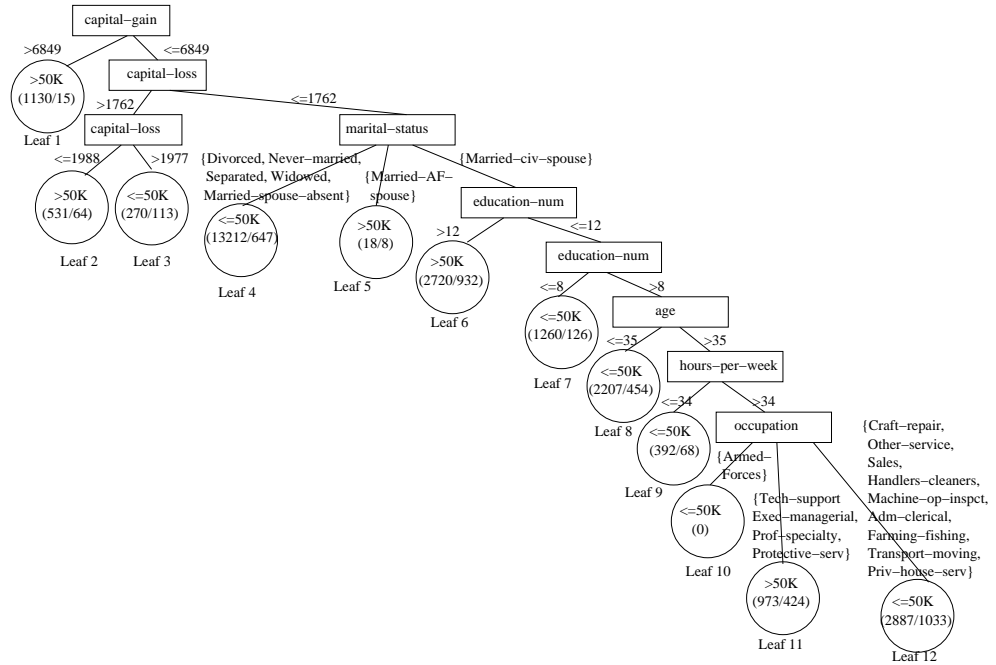 capital−gain
>6849
<=6849
>50K
(1130/15)
Leaf 1
capital−loss
>1762
<=1762
capital−loss
marital−status
<=1988
>1977
>50K
(531/64)
Leaf 2
<=50K
(270/113)
Leaf 3
{Divorced, Never−married,
Separated, Widowed,
Married−spouse−absent}
{Married−AF−
spouse}
{Married−civ−spouse}
<=50K
(13212/647)
Leaf 4
>50K
(18/8)
Leaf 5
education−num
>12
<=12
>50K
(2720/932)
Leaf 6
education−num
<=8
>8
<=50K
(1260/126)
Leaf 7
age
<=35
>35
<=50K
(2207/454)
Leaf 8
hours−per−week
<=34
>34
<=50K
(392/68)
Leaf 9
occupation
{Armed−
Forces}
<=50K
(0)
Leaf 10
{Tech−support
Exec−managerial,
Prof−specialty,
Protective−serv}
>50K
(973/424)
Leaf 11
{Craft−repair,
Other−service,
Sales,
Handlers−cleaners,
Machine−op−inspct,
Adm−clerical,
Farming−fishing,
Transport−moving,
Priv−house−serv}
<=50K
(2887/1033)
Leaf 12